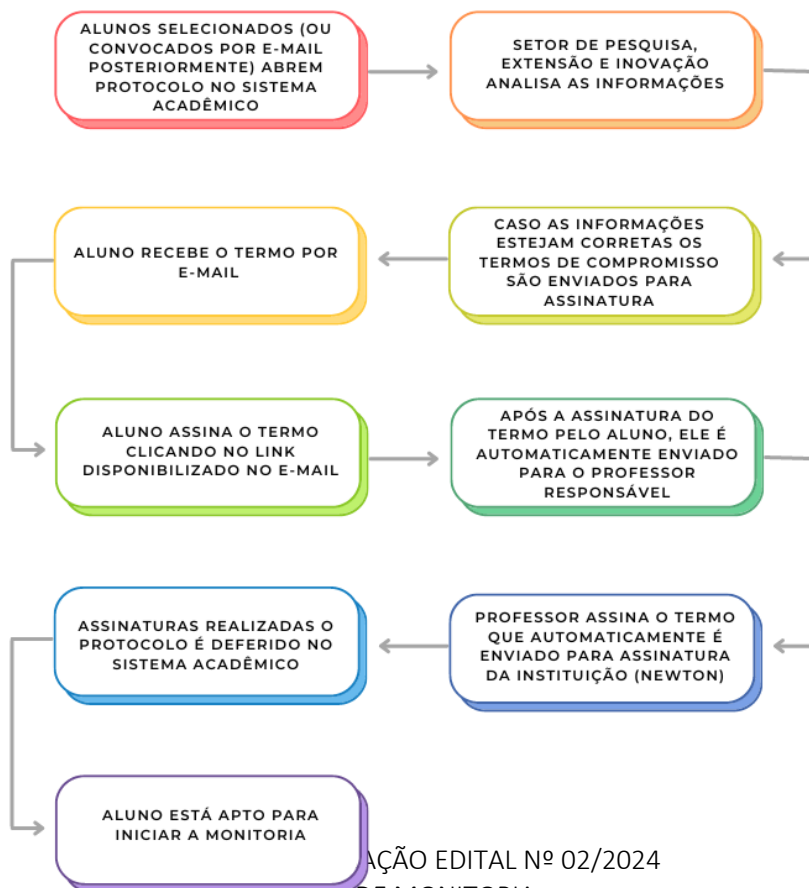 ALUNOS SELECIONADOS (OU
CONVOCADOS POR E-MAIL
POSTERIORMENTE) ABREM
PROTOCOLO NO SISTEMA
ACADÊMICO
SETOR DE PESQUISA,
EXTENSÃO E INOVAÇÃO
ANALISA AS INFORMAÇÕES
CASO AS INFORMAÇÕES
ESTEJAM CORRETAS OS
TERMOS DE COMPROMISSO
SÃO ENVIADOS PARA
ASSINATURA
ALUNO RECEBE O TERMO POR
E-MAIL
ALUNO ASSINA O TERMO
CLICANDO NO LINK
DISPONIBILIZADO NO E-MAIL
APÓS A ASSINATURA DO
TERMO PELO ALUNO, ELE É
AUTOMATICAMENTE ENVIADO
PARA O PROFESSOR
RESPONSÁVEL
PROFESSOR ASSINA O TERMO
QUE AUTOMATICAMENTE É
ENVIADO PARA ASSINATURA
DA INSTITUIÇÃO (NEWTON)
ASSINATURAS REALIZADAS O
PROTOCOLO É DEFERIDO NO
SISTEMA ACADÊMICO
ALUNO ESTÁ APTO PARA
INICIAR A MONITORIA
EDITAL Nº 02/2024
DE MONITORIA